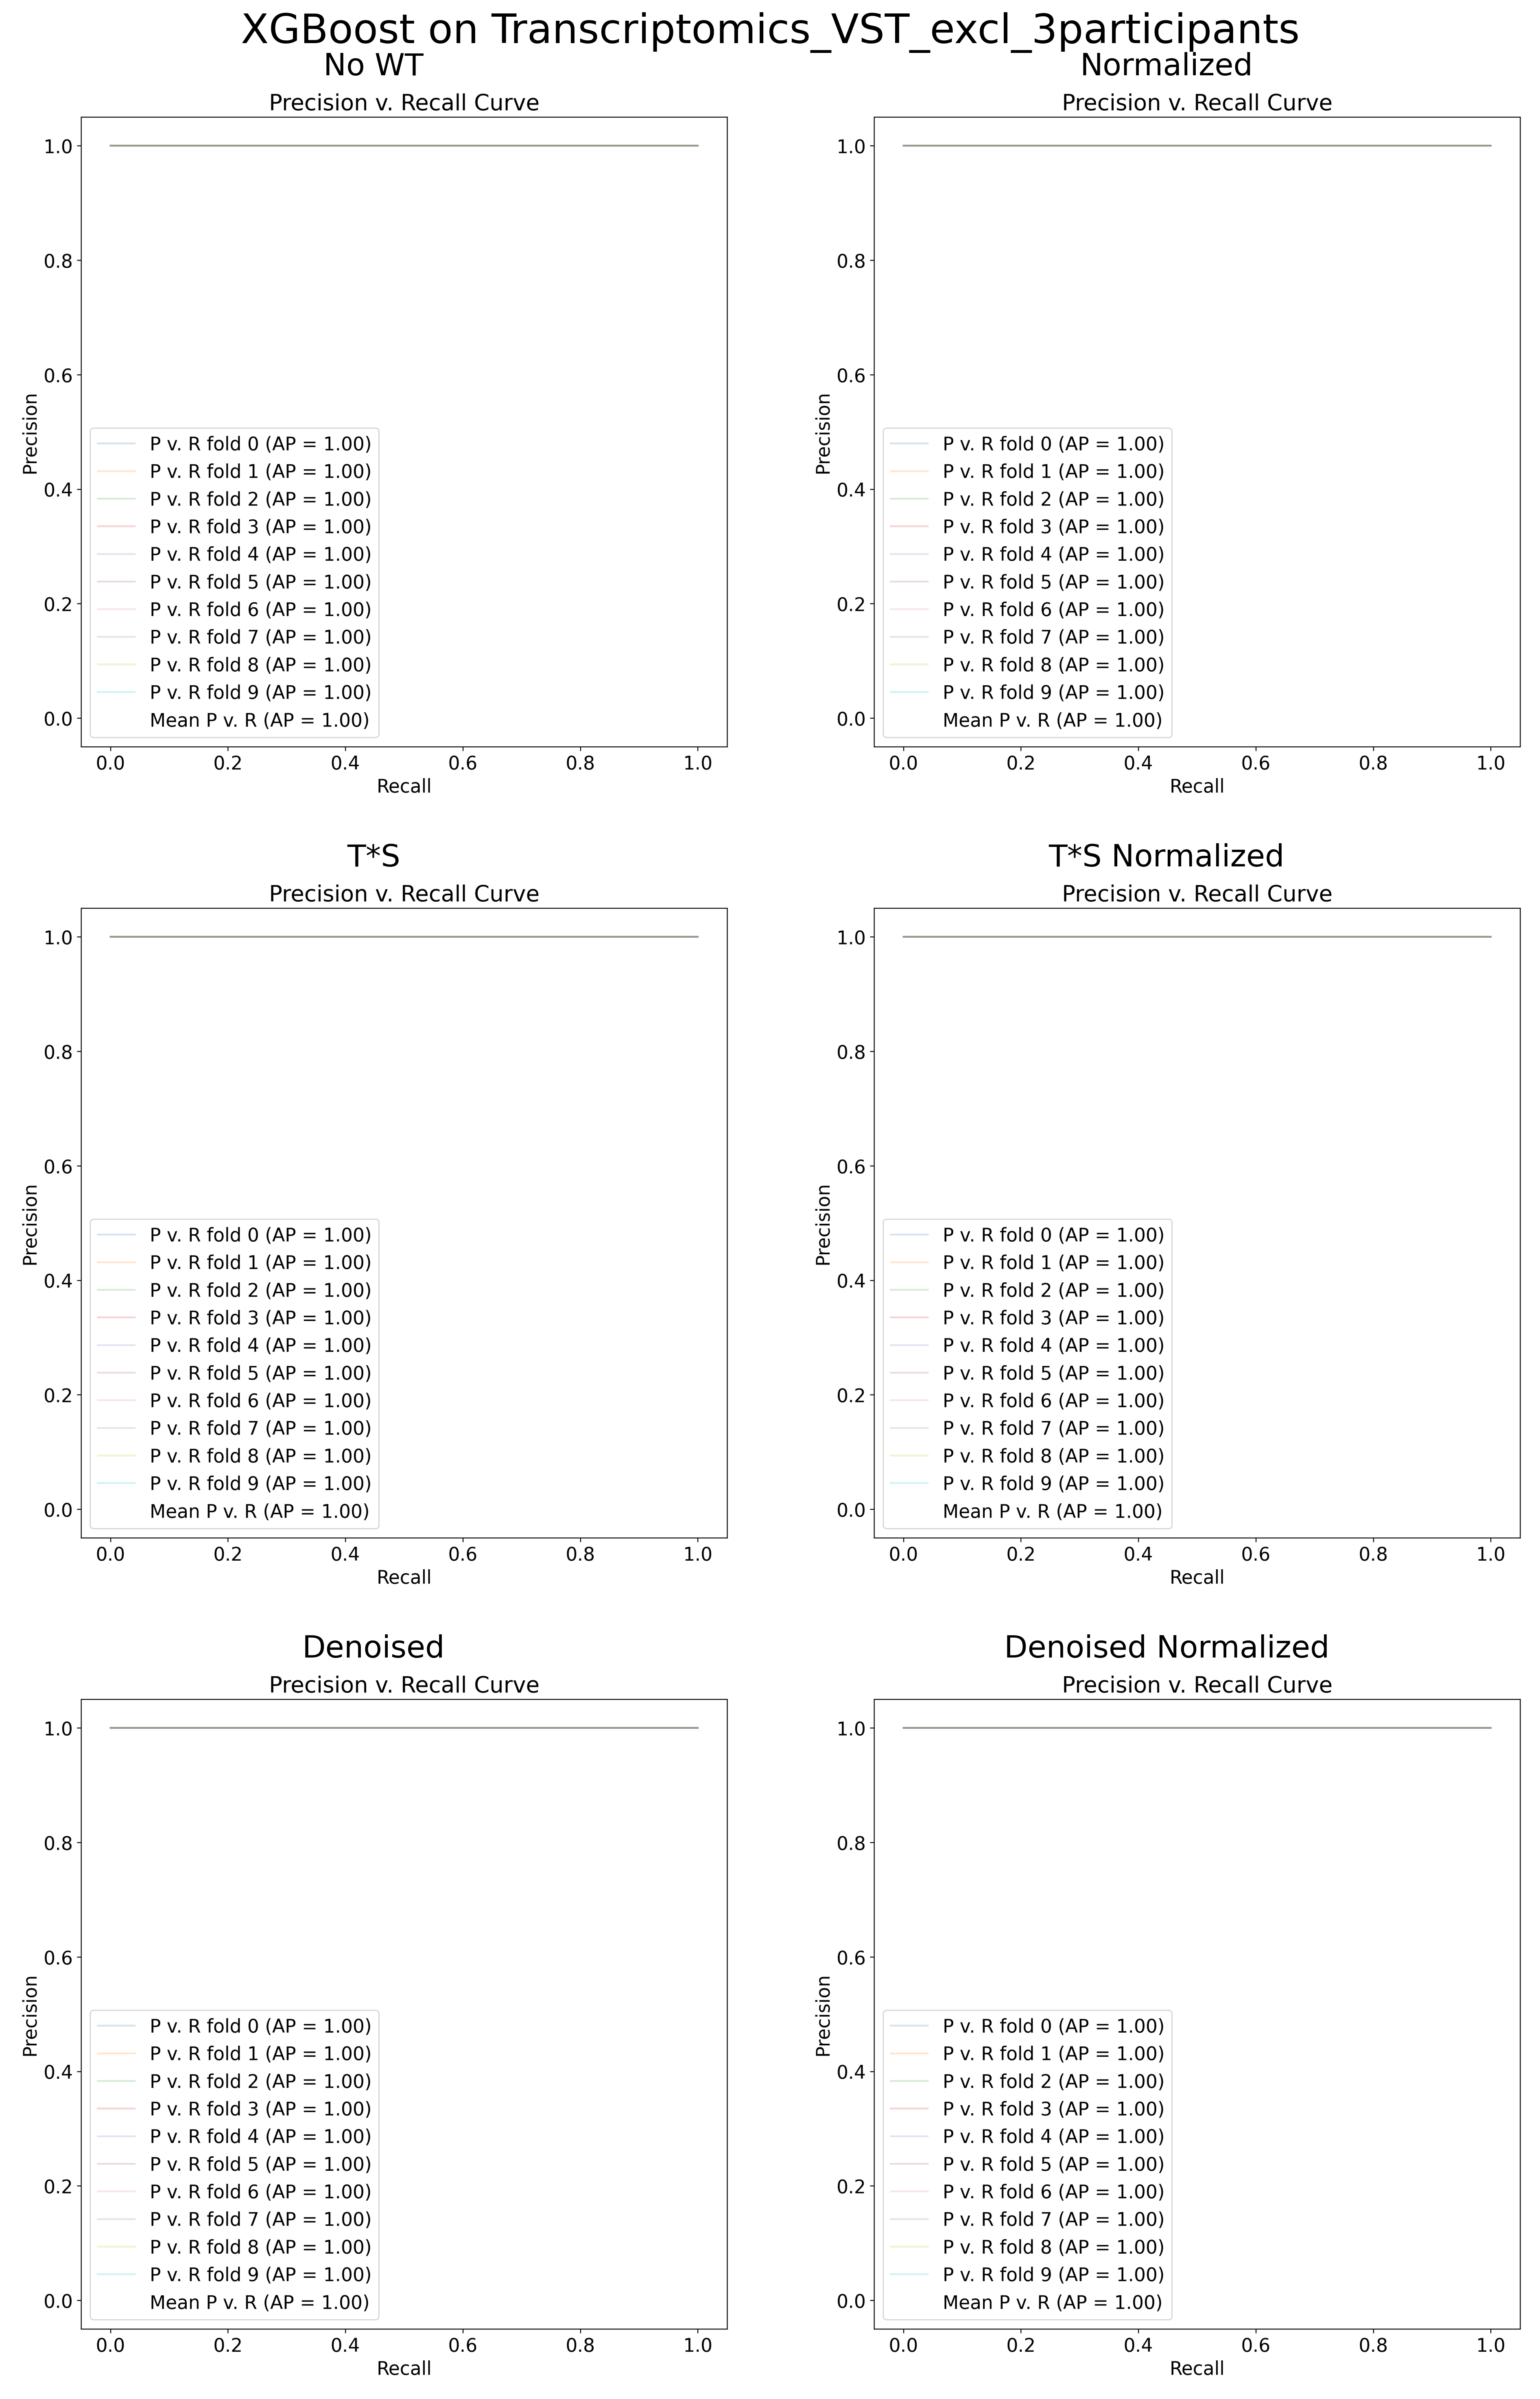 XGBoost on Transcriptomics_VST_excl_3participants
No WT
Precision v. Recall Curve
1.0
0.8
0.6
0.4
0.2
0.0
Precision
P v. R fold 0 (AP = 1.00)
P v. R fold 1 (AP = 1.00)
P v. R fold 2 (AP = 1.00)
P v. R fold 3 (AP = 1.00)
P v. R fold 4 (AP = 1.00)
P v. R fold 5 (AP = 1.00)
P v. R fold 6 (AP = 1.00)
P v. R fold 7 (AP = 1.00)
P v. R fold 8 (AP = 1.00)
P v. R fold 9 (AP = 1.00)
Mean P v. R (AP = 1.00)
0.0 0.2 0.4 0.6 0.8 1.0
Recall
Normalized
Precision v. Recall Curve
1.0
0.8
0.6
0.4
0.2
0.0
Precision
P v. R fold 0 (AP = 1.00)
P v. R fold 1 (AP = 1.00)
P v. R fold 2 (AP = 1.00)
P v. R fold 3 (AP = 1.00)
P v. R fold 4 (AP = 1.00)
P v. R fold 5 (AP = 1.00)
P v. R fold 6 (AP = 1.00)
P v. R fold 7 (AP = 1.00)
P v. R fold 8 (AP = 1.00)
P v. R fold 9 (AP = 1.00)
Mean P v. R (AP = 1.00)
0.0 0.2 0.4 0.6 0.8 1.0
Recall
T*S
Precision v. Recall Curve
1.0
0.8
0.6
0.4
0.2
0.0
Precision
P v. R fold 0 (AP = 1.00)
P v. R fold 1 (AP = 1.00)
P v. R fold 2 (AP = 1.00)
P v. R fold 3 (AP = 1.00)
P v. R fold 4 (AP = 1.00)
P v. R fold 5 (AP = 1.00)
P v. R fold 6 (AP = 1.00)
P v. R fold 7 (AP = 1.00)
P v. R fold 8 (AP = 1.00)
P v. R fold 9 (AP = 1.00)
Mean P v. R (AP = 1.00)
0.0 0.2 0.4 0.6 0.8 1.0
Recall
T*S Normalized
Precision v. Recall Curve
1.0
0.8
0.6
0.4
0.2
0.0
Precision
P v. R fold 0 (AP = 1.00)
P v. R fold 1 (AP = 1.00)
P v. R fold 2 (AP = 1.00)
P v. R fold 3 (AP = 1.00)
P v. R fold 4 (AP = 1.00)
P v. R fold 5 (AP = 1.00)
P v. R fold 6 (AP = 1.00)
P v. R fold 7 (AP = 1.00)
P v. R fold 8 (AP = 1.00)
P v. R fold 9 (AP = 1.00)
Mean P v. R (AP = 1.00)
0.0 0.2 0.4 0.6 0.8 1.0
Recall
Denoised
Precision v. Recall Curve
1.0
0.8
0.6
0.4
0.2
0.0
Precision
P v. R fold 0 (AP = 1.00)
P v. R fold 1 (AP = 1.00)
P v. R fold 2 (AP = 1.00)
P v. R fold 3 (AP = 1.00)
P v. R fold 4 (AP = 1.00)
P v. R fold 5 (AP = 1.00)
P v. R fold 6 (AP = 1.00)
P v. R fold 7 (AP = 1.00)
P v. R fold 8 (AP = 1.00)
P v. R fold 9 (AP = 1.00)
Mean P v. R (AP = 1.00)
0.0 0.2 0.4 0.6 0.8 1.0
Recall
Denoised Normalized
Precision v. Recall Curve
1.0
0.8
0.6
0.4
0.2
0.0
Precision
P v. R fold 0 (AP = 1.00)
P v. R fold 1 (AP = 1.00)
P v. R fold 2 (AP = 1.00)
P v. R fold 3 (AP = 1.00)
P v. R fold 4 (AP = 1.00)
P v. R fold 5 (AP = 1.00)
P v. R fold 6 (AP = 1.00)
P v. R fold 7 (AP = 1.00)
P v. R fold 8 (AP = 1.00)
P v. R fold 9 (AP = 1.00)
Mean P v. R (AP = 1.00)
0.0 0.2 0.4 0.6 0.8 1.0
Recall